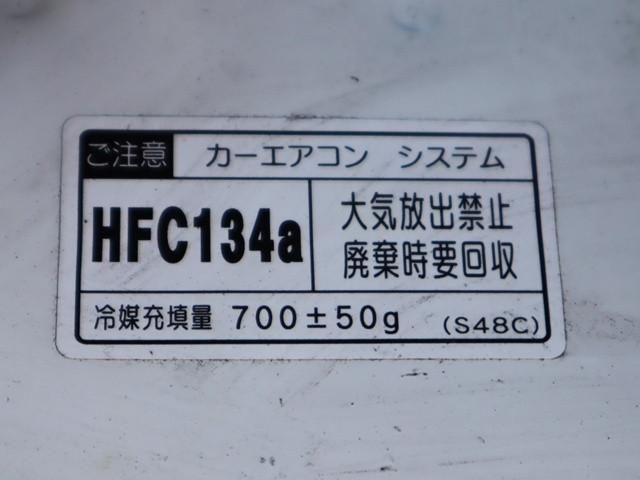 ご注意 カーエアコン システム
HFC134a
大気放出禁止
廃棄時要回収
冷媒充填量 700±50g (S48C)